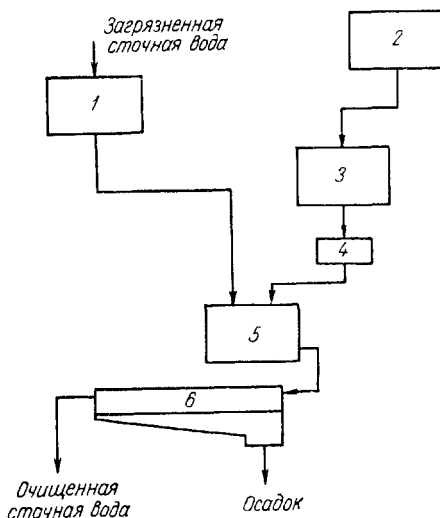 Загрязненная
сточная вода
1
2
3
4
5
6
Очищенная
сточная вода
Осадок